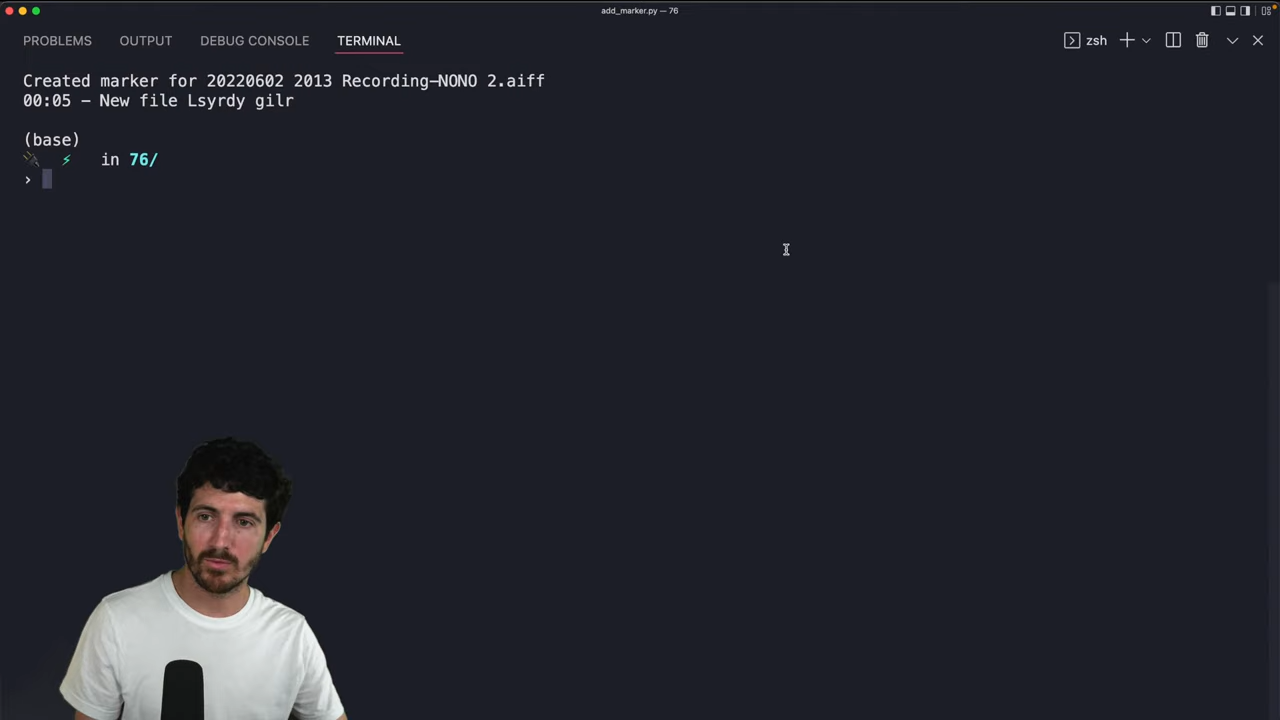 add_marker.py — 76
PROBLEMS OUTPUT DEBUG CONSOLE TERMINAL zsh
Created marker for 20220602 2013 Recording—NONO 2.aiff
00:05 – New file Lsyrdy gilr
(base)
⚡ in 76/
›